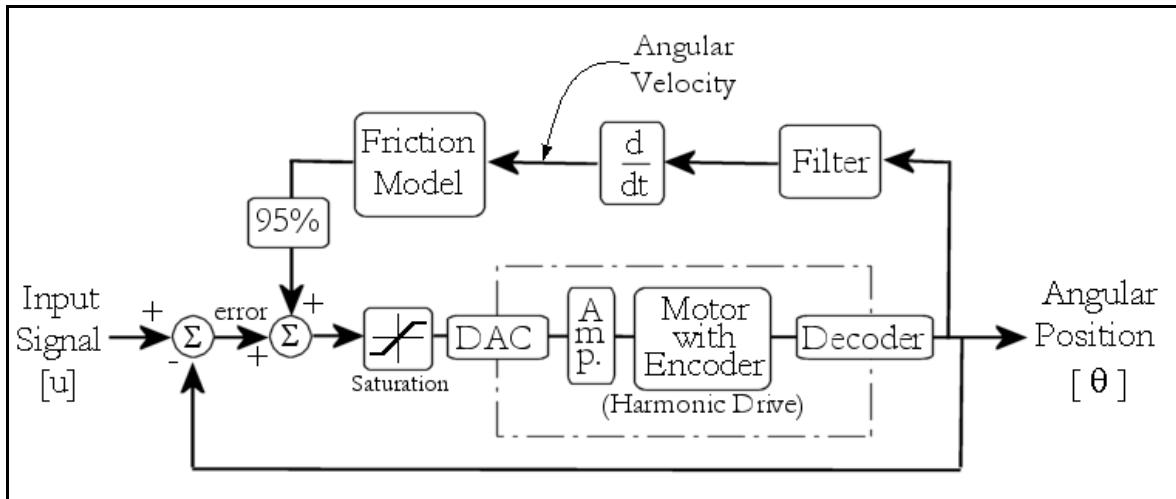 Angular
Velocity
Friction
Model
d
dt
Filter
95%
Input
Signal
[u]
+
-
Σ
error
+
+
Σ
Saturation
DAC
A
m
p.
Motor
with
Encoder
(Harmonic Drive)
Decoder
Angular
Position
[ θ ]